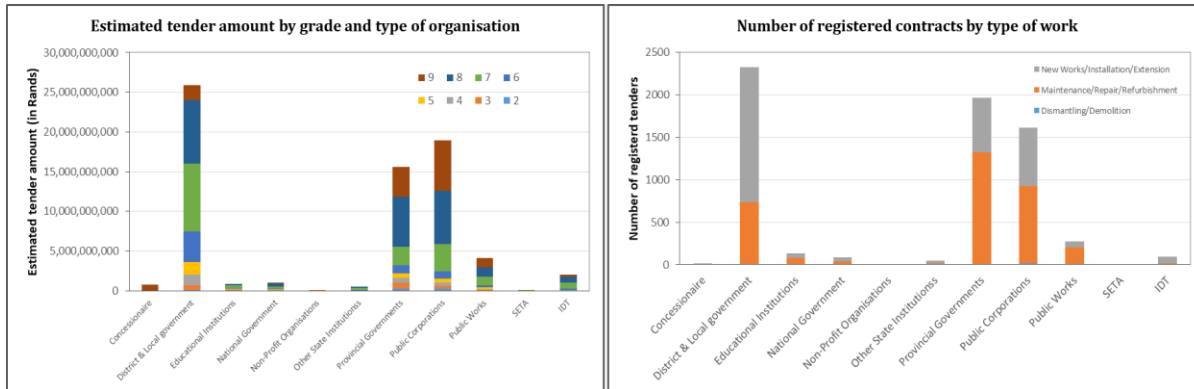 Estimated tender amount by grade and type of organisation
Estimated tender amount (in Rands)
30,000,000,000
25,000,000,000
20,000,000,000
15,000,000,000
10,000,000,000
5,000,000,000
0
9 8 7 6
5 4 3 2
Concessionaire
District & Local government
Educational Institutions
National Government
Non-Profit Organisations
Other State Institutionss
Provincial Governments
Public Corporations
Public Works
SETA
IDT
Number of registered contracts by type of work
Number of registerd tenders
2500
2000
1500
1000
500
0
New Works/Installation/Extension
Maintenance/Repair/Refurbishment
Dismantling/Demolition
Concessionaire
District & Local government
Educational Institutions
National Government
Non-Profit Organisations
Other State Institutionss
Provincial Governments
Public Corporations
Public Works
SETA
IDT